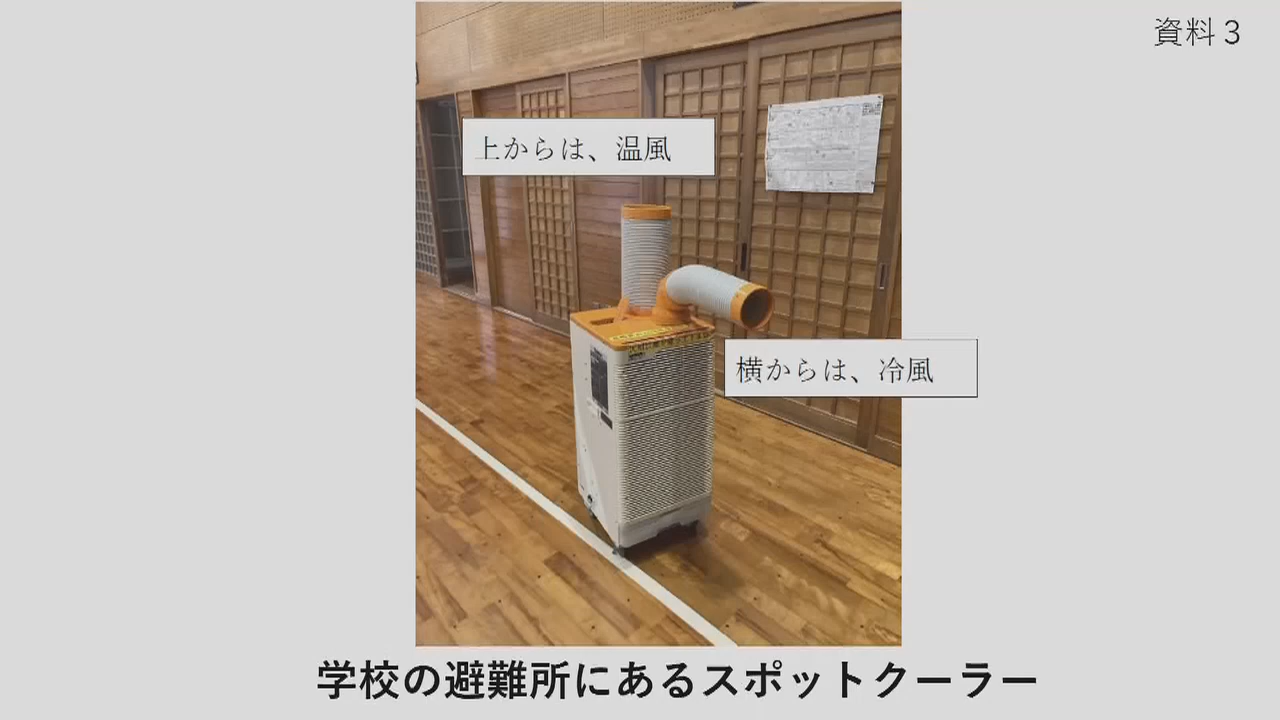 資料3
上からは、温風
横からは、冷風
学校の避難所にあるスポットクーラー